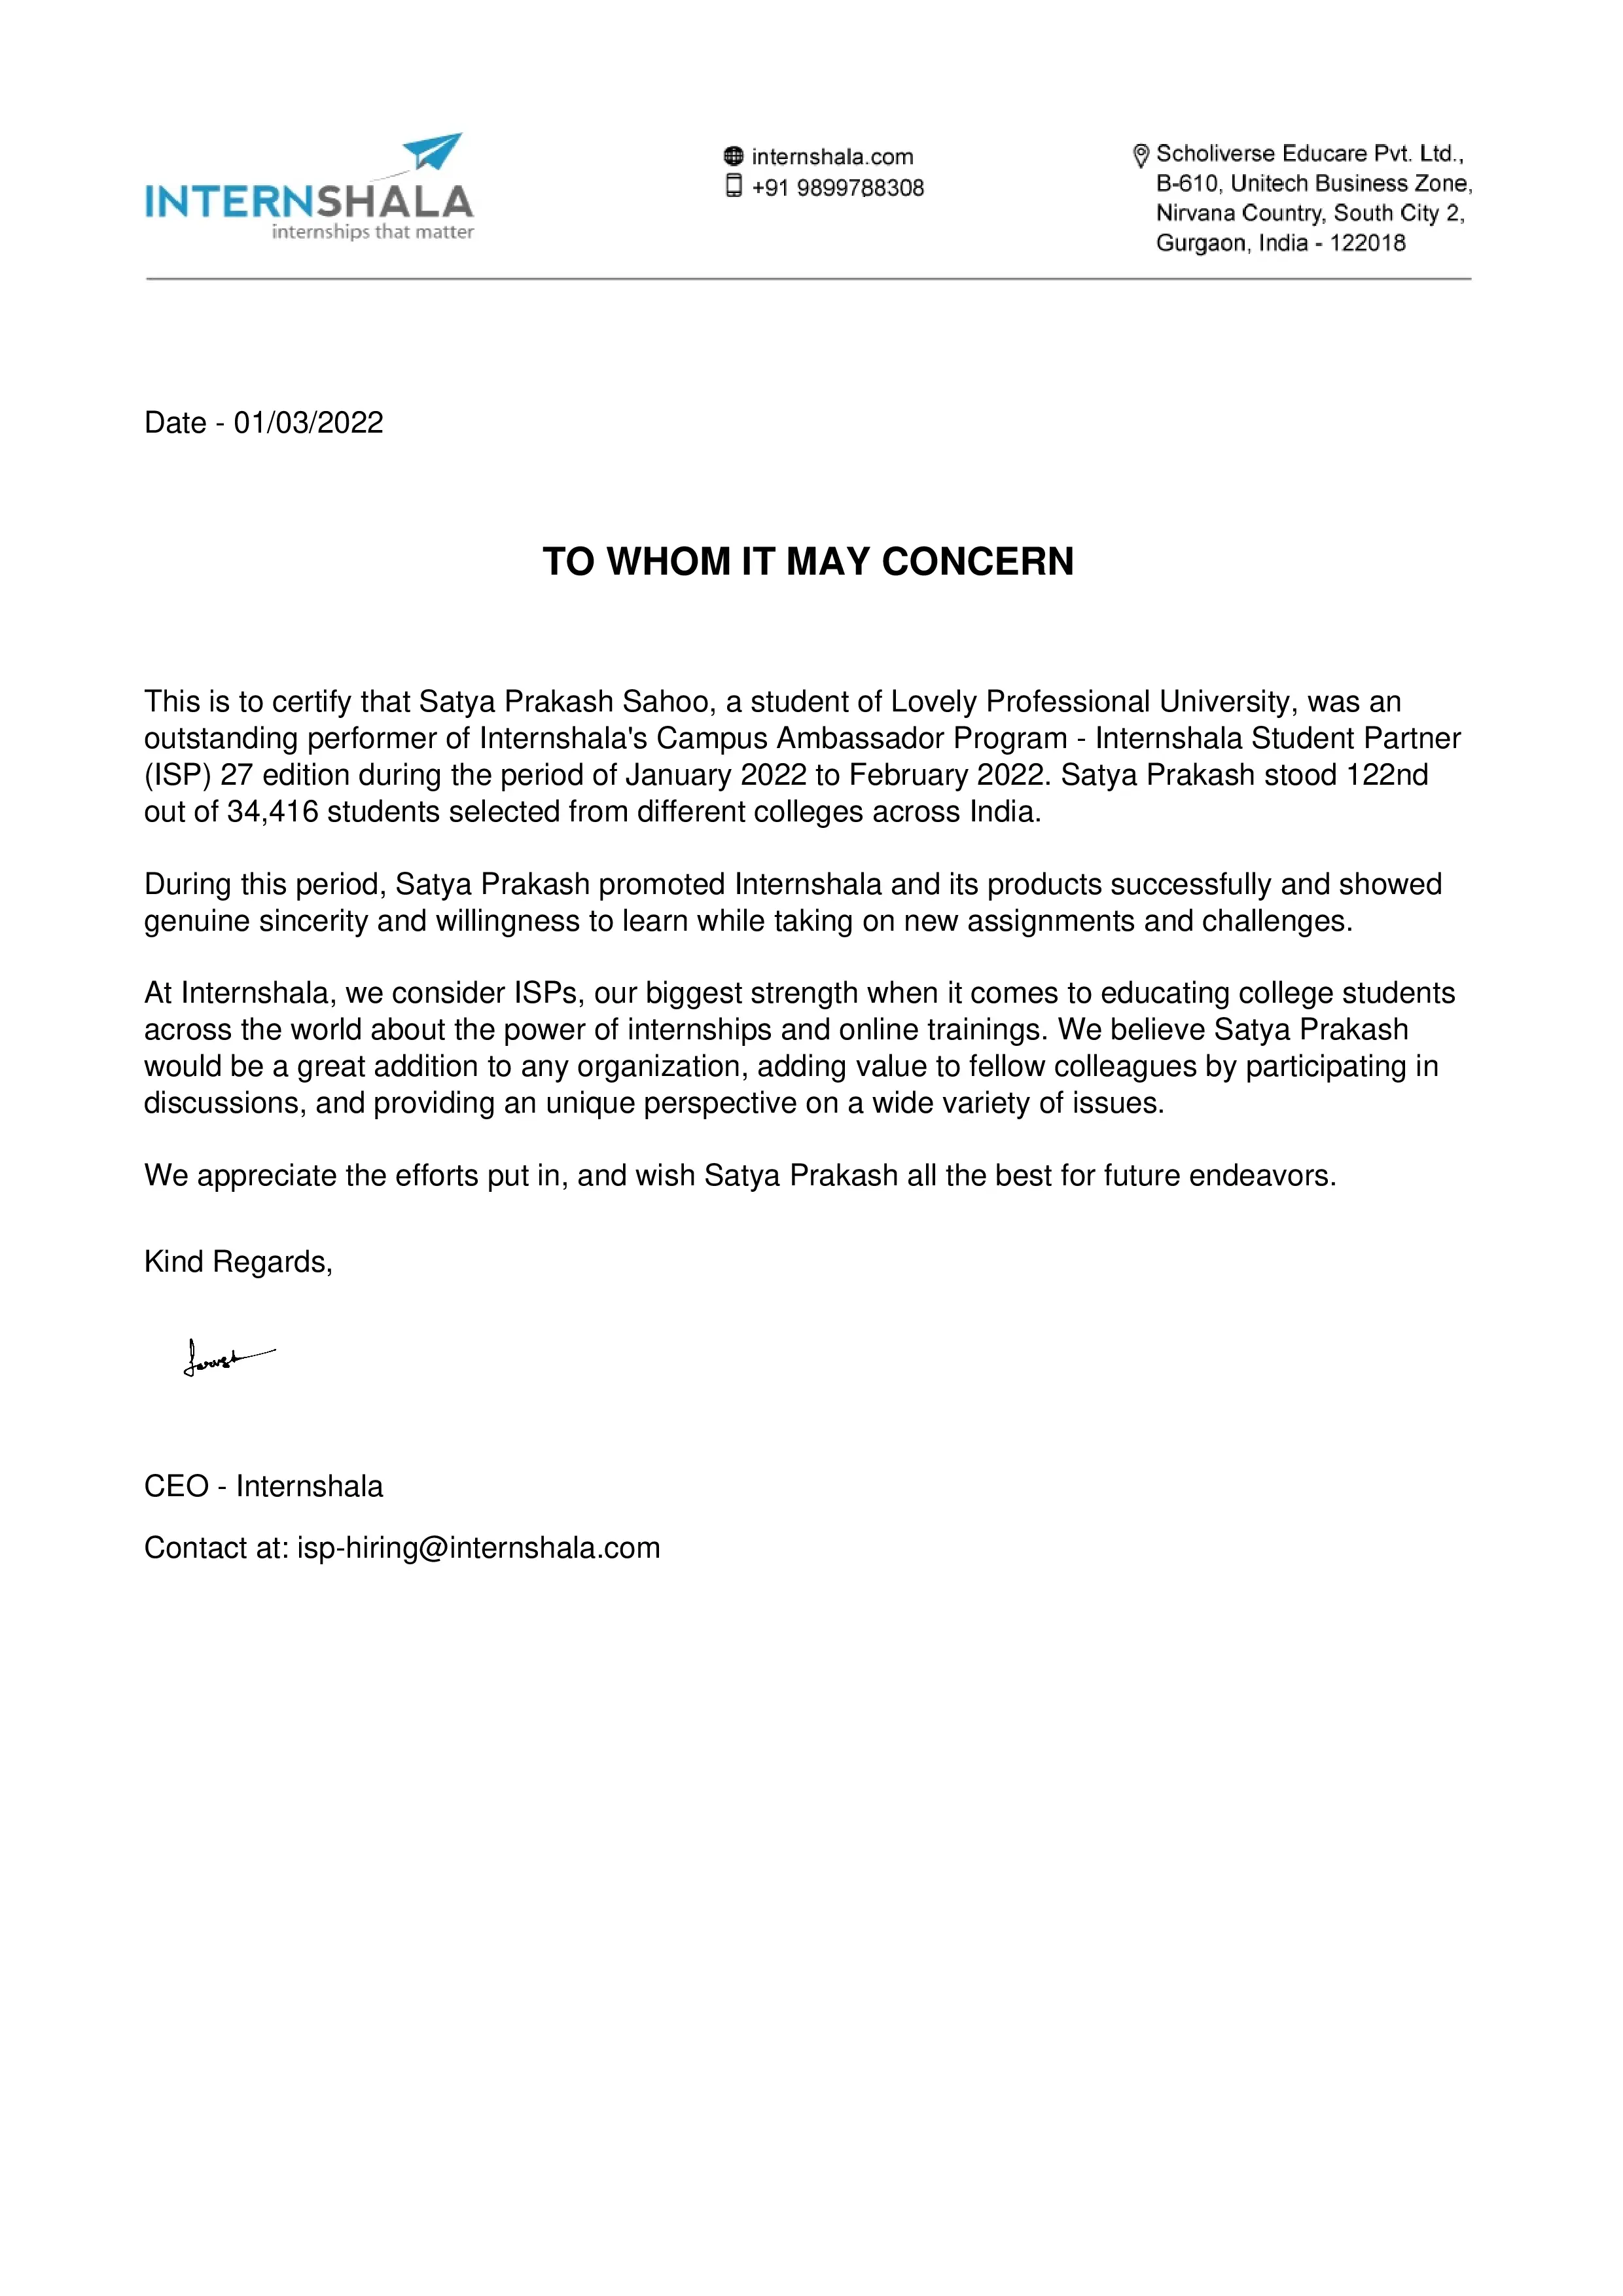 INTERNSHALA
internships that matter
internshala.com
+91 9899788308
Scholiverse Educare Pvt. Ltd.,
B-610, Unitech Business Zone,
Nirvana Country, South City 2,
Gurgaon, India - 122018
Date - 01/03/2022
TO WHOM IT MAY CONCERN
This is to certify that Satya Prakash Sahoo, a student of Lovely Professional University, was an
outstanding performer of Internshala's Campus Ambassador Program - Internshala Student Partner
(ISP) 27 edition during the period of January 2022 to February 2022. Satya Prakash stood 122nd
out of 34,416 students selected from different colleges across India.
During this period, Satya Prakash promoted Internshala and its products successfully and showed
genuine sincerity and willingness to learn while taking on new assignments and challenges.
At Internshala, we consider ISPs, our biggest strength when it comes to educating college students
across the world about the power of internships and online trainings. We believe Satya Prakash
would be a great addition to any organization, adding value to fellow colleagues by participating in
discussions, and providing an unique perspective on a wide variety of issues.
We appreciate the efforts put in, and wish Satya Prakash all the best for future endeavors.
Kind Regards,
CEO - Internshala
Contact at: isp-hiring@internshala.com